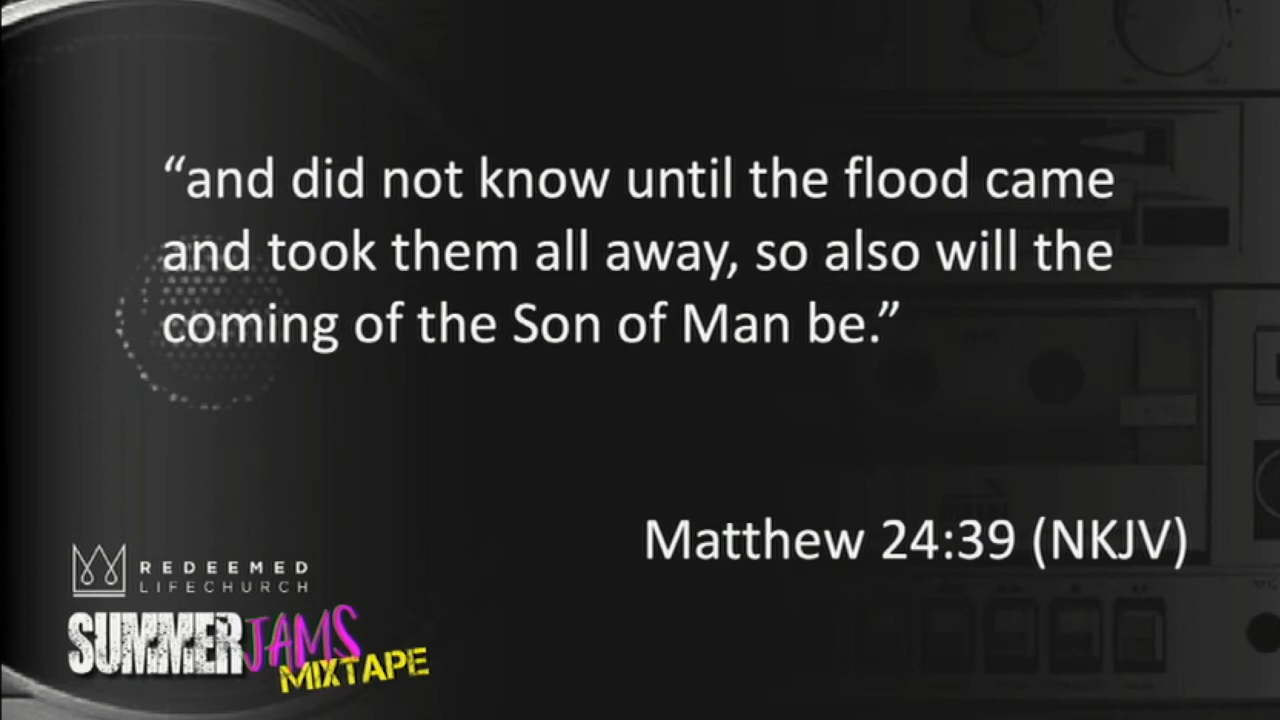 “and did not know until the flood came
and took them all away, so also will the
coming of the Son of Man be.”
Matthew 24:39 (NKJV)
REDEEMED
LIFECHURCH
SUMMER JAMS
MIXTAPE